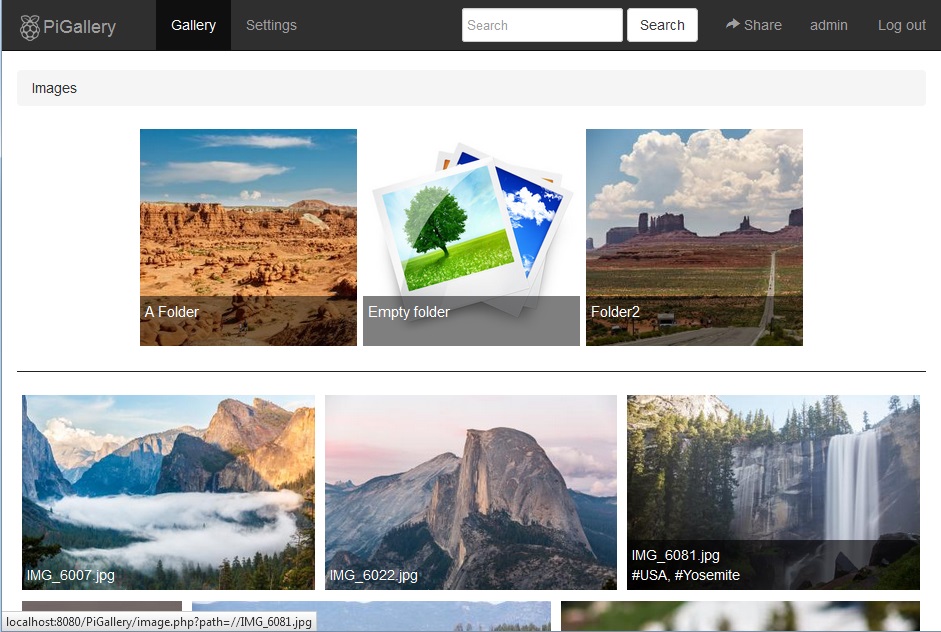 PiGallery
Gallery
Settings
Search
Search
Share
admin
Log out
Images
A Folder
Empty folder
Folder2
IMG_6007.jpg
IMG_6022.jpg
IMG_6081.jpg
#USA, #Yosemite
localhost:8080/PiGallery/image.php?path=//IMG_6081.jpg